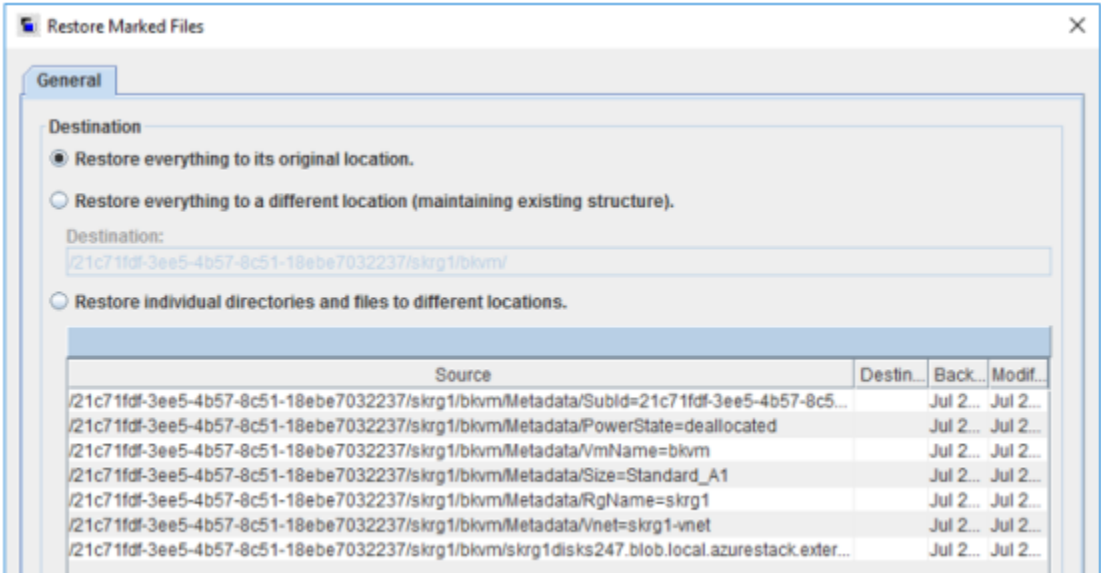 Restore Marked Files
General
Destination
Restore everything to its original location.
Restore everything to a different location (maintaining existing structure).
Destination:
/21c71fdf-3ee5-4b57-8c51-18ebe7032237/skrg1/bkvm/
Restore individual directories and files to different locations.
Source Destin... Back... Modif...
/21c71fdf-3ee5-4b57-8c51-18ebe7032237/skrg1/bkvm/Metadata/SubId=21c71fdf-3ee5-4b57-8c5... Jul 2... Jul 2...
/21c71fdf-3ee5-4b57-8c51-18ebe7032237/skrg1/bkvm/Metadata/PowerState=deallocated Jul 2... Jul 2...
/21c71fdf-3ee5-4b57-8c51-18ebe7032237/skrg1/bkvm/Metadata/VmName=bkvm Jul 2... Jul 2...
/21c71fdf-3ee5-4b57-8c51-18ebe7032237/skrg1/bkvm/Metadata/Size=Standard_A1 Jul 2... Jul 2...
/21c71fdf-3ee5-4b57-8c51-18ebe7032237/skrg1/bkvm/Metadata/RgName=skrg1 Jul 2... Jul 2...
/21c71fdf-3ee5-4b57-8c51-18ebe7032237/skrg1/bkvm/Metadata/Vnet=skrg1-vnet Jul 2... Jul 2...
/21c71fdf-3ee5-4b57-8c51-18ebe7032237/skrg1/bkvm/skrg1disks247.blob.local.azurestack.exter... Jul 2... Jul 2...